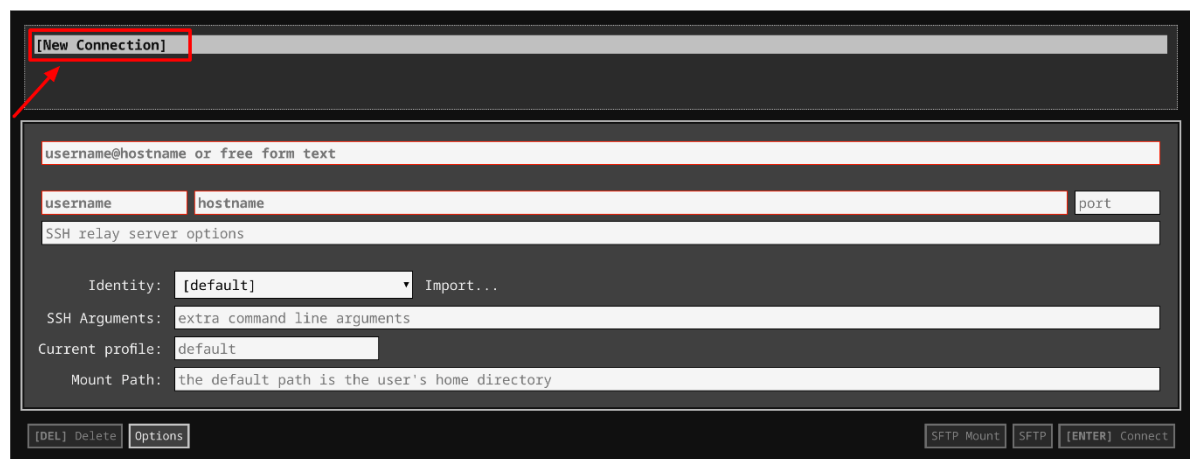 [New Connection]
username@hostname or free form text
username hostname port
SSH relay server options
Identity: [default] Import...
SSH Arguments: extra command line arguments
Current profile: default
Mount Path: the default path is the user's home directory
[DEL] Delete Options SFTP Mount SFTP [ENTER] Connect